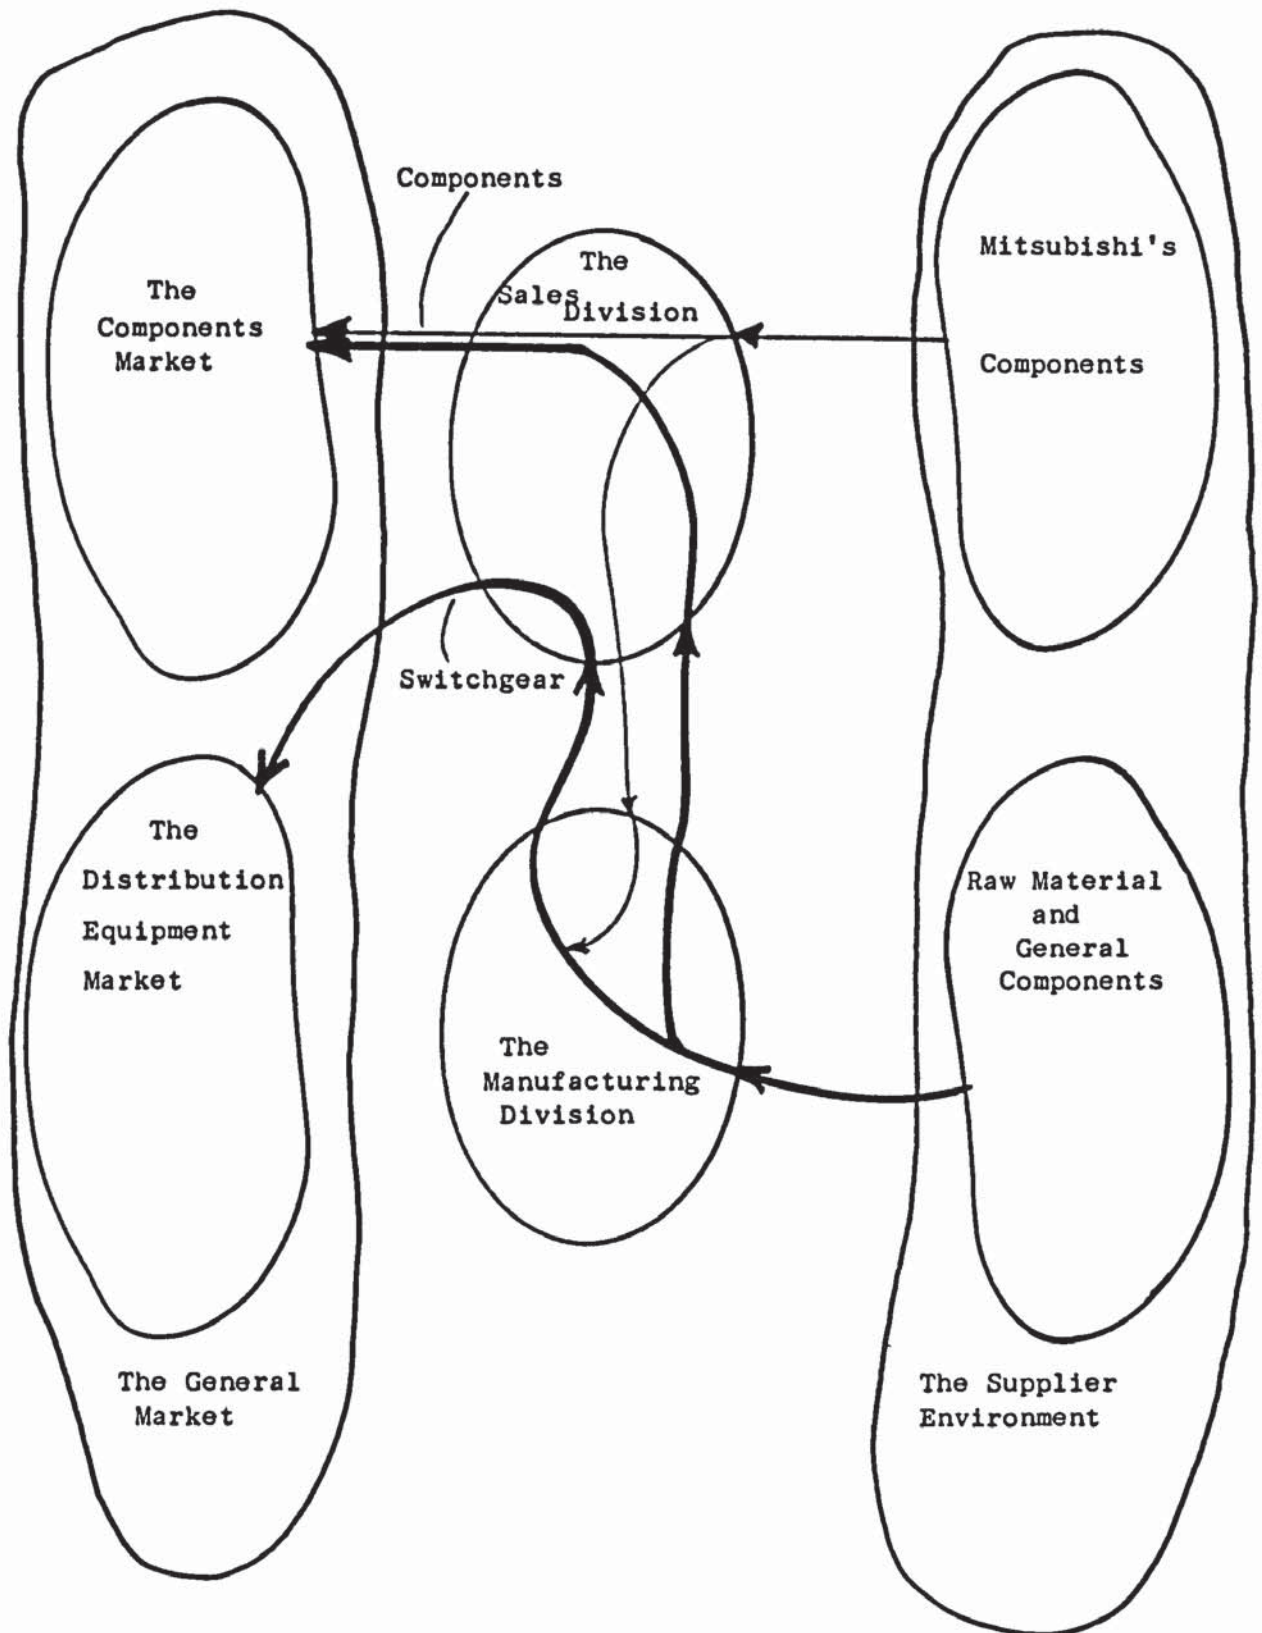 Components
The
Sales
Division
Mitsubishi's
Components
The
Components
Market
Switchgear
The
Distribution
Equipment
Market
Raw Material
and
General
Components
The
Manufacturing
Division
The General
Market
The Supplier
Environment